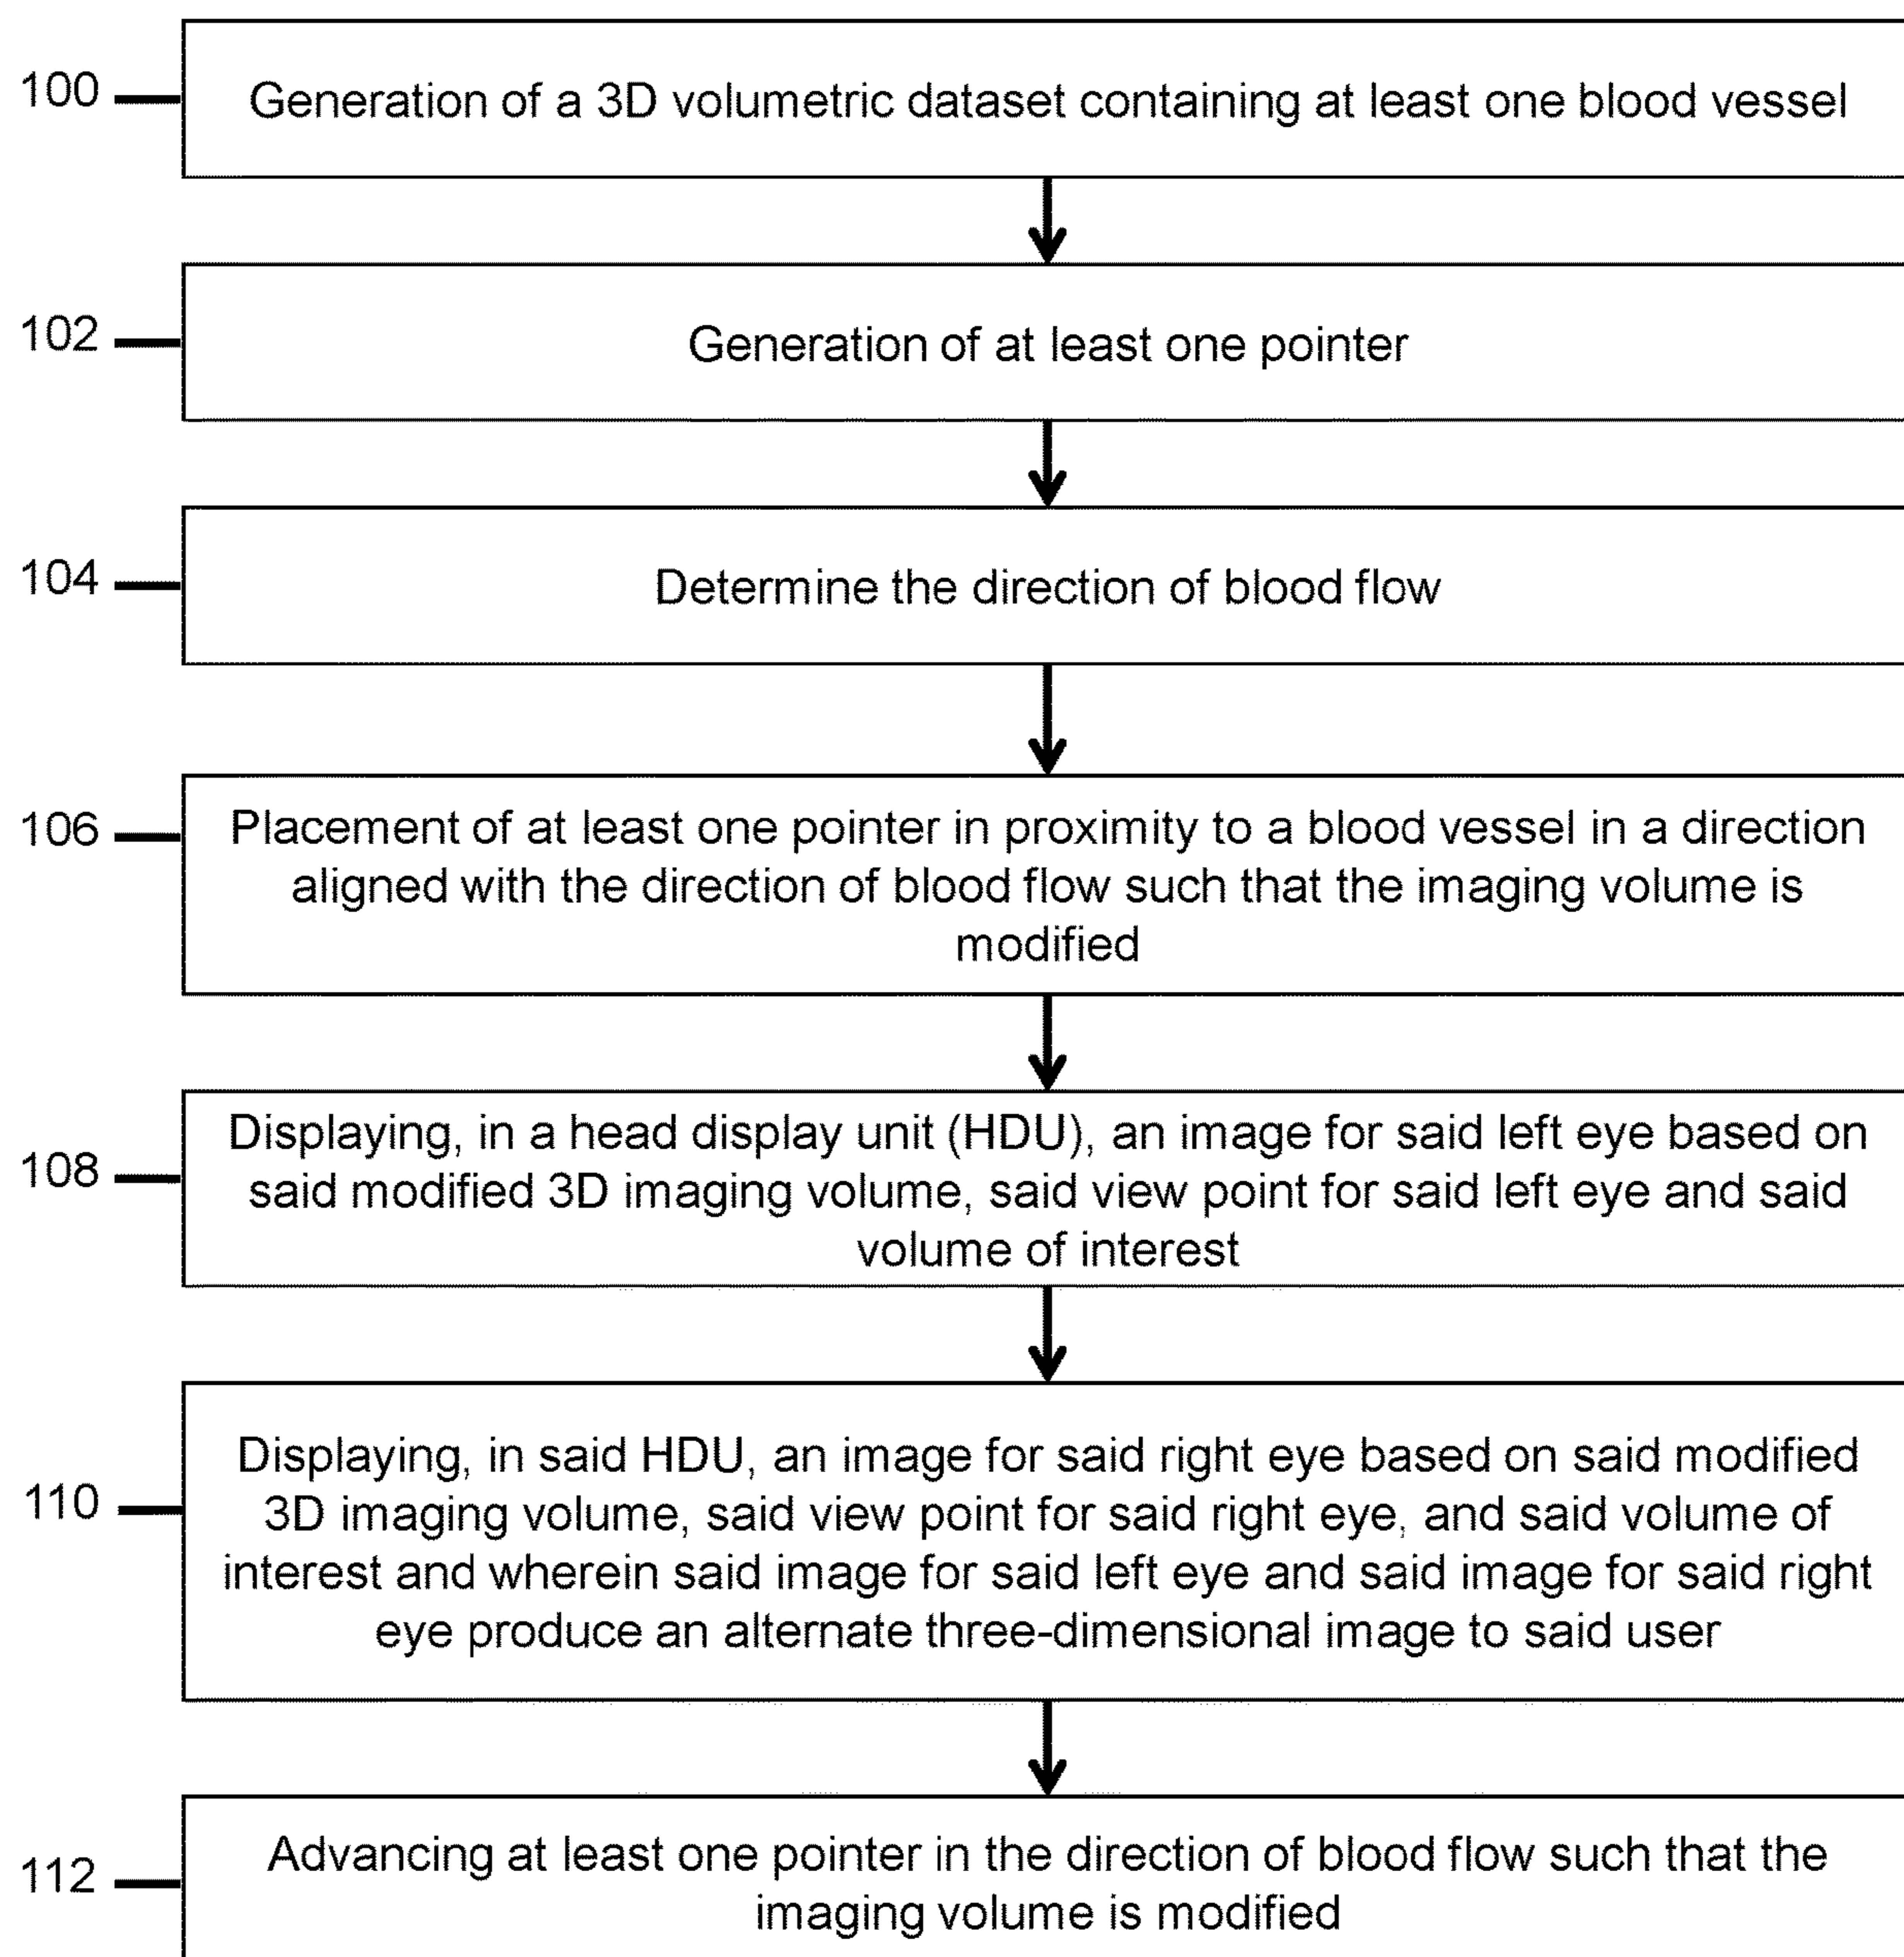 100
Generation of a 3D volumetric dataset containing at least one blood vessel
102
Generation of at least one pointer
104
Determine the direction of blood flow
106
Placement of at least one pointer in proximity to a blood vessel in a direction
aligned with the direction of blood flow such that the imaging volume is
modified
108
Displaying, in a head display unit (HDU), an image for said left eye based on
said modified 3D imaging volume, said view point for said left eye and said
volume of interest
110
Displaying, in said HDU, an image for said right eye based on said modified
3D imaging volume, said view point for said right eye, and said volume of
interest and wherein said image for said left eye and said image for said right
eye produce an alternate three-dimensional image to said user
112
Advancing at least one pointer in the direction of blood flow such that the
imaging volume is modified